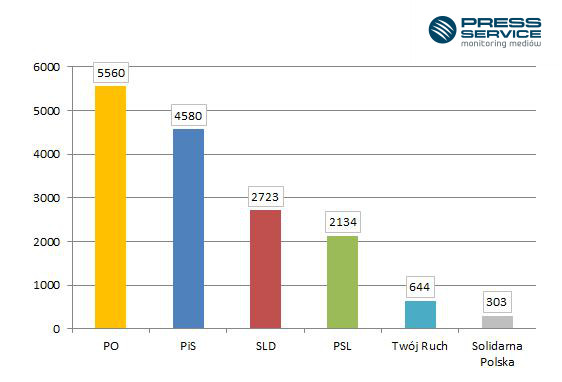 PRESS
SERVICE
monitoring mediów
6000
5000
4000
3000
2000
1000
0
5560
4580
2723
2134
644
303
PO
PiS
SLD
PSL
Twój Ruch
Solidarna
Polska